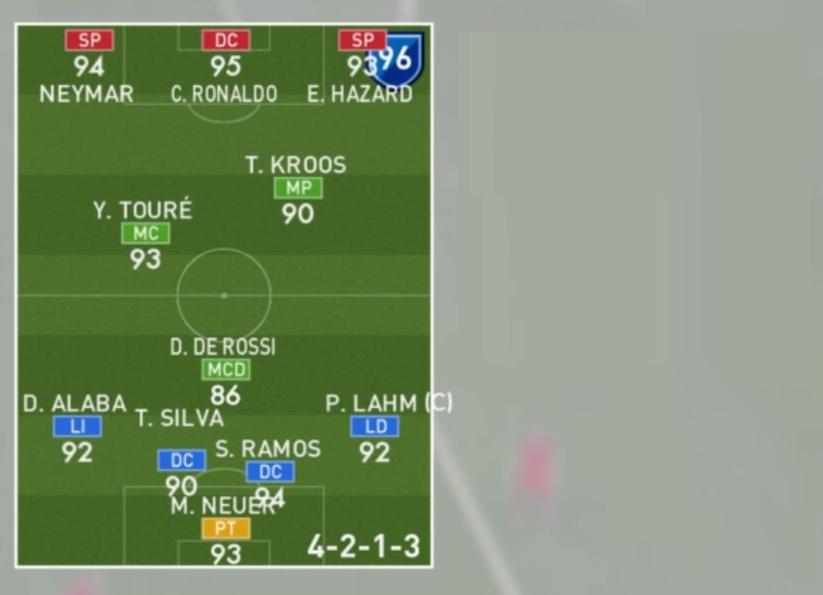 SP DC SP
94 95 93 96
NEYMAR C. RONALDO E. HAZARD
T. KROOS
MP
90
Y. TOURÉ
MC
93
D. DE ROSSI
MCD
86
D. ALABA
LI
92
P. LAHM (C)
LD
92
T. SILVA
DC
90
S. RAMOS
DC
94
M. NEUER
PT
93
4-2-1-3